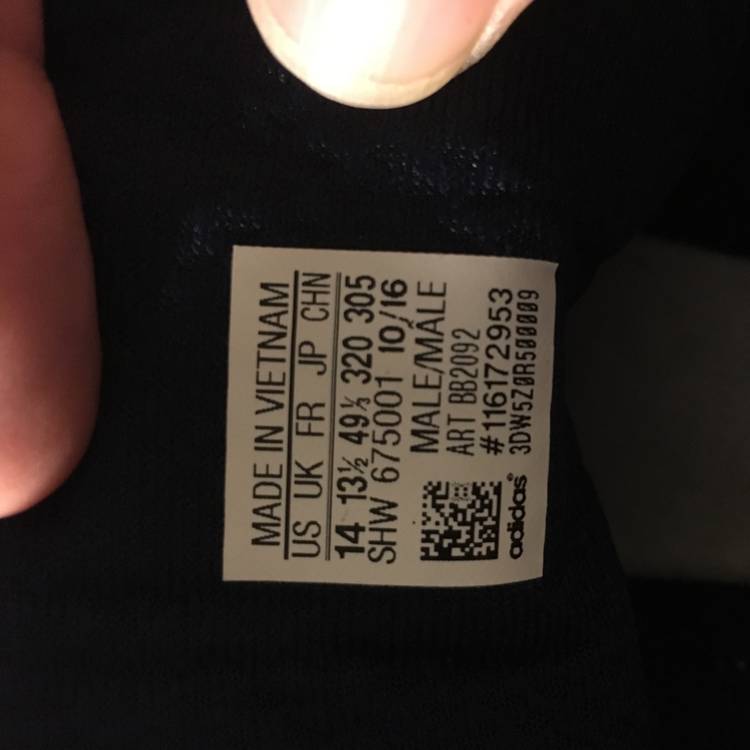 MADE IN VIETNAM
US UK FR JP CHN
14 13½ 49⅓ 320 305
SHW 675001 10/16
MALE/MÂLE
ART BB2092
#116172953
adidas® 3DW5Z0R500009